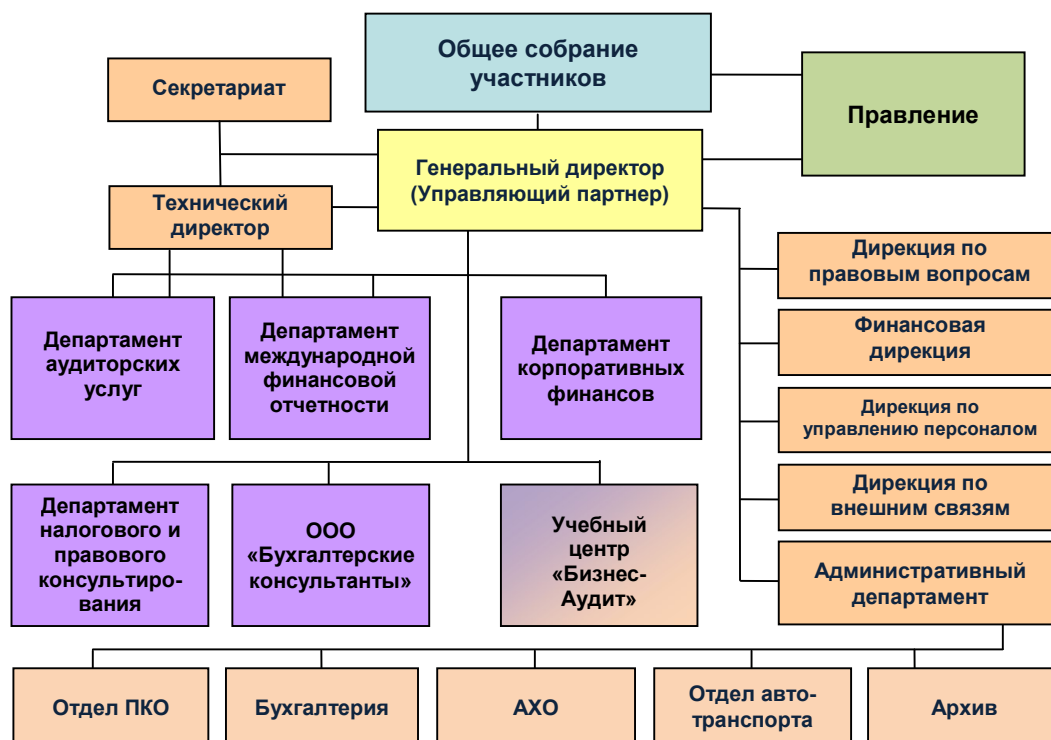 Общее собрание
участников
Секретариат
Правление
Генеральный директор
(Управляющий партнер)
Технический
директор
Дирекция по
правовым вопросам
Департамент
аудиторских
услуг
Департамент
международной
финансовой
отчетности
Департамент
корпоративных
финансов
Финансовая
дирекция
Дирекция по
управлению персоналом
Дирекция по
внешним связям
Департамент
налогового и
правового
консультиро-
вания
ООО
«Бухгалтерские
консультанты»
Учебный
центр
«Бизнес-
Аудит»
Административный
департамент
Отдел ПКО
Бухгалтерия
АХО
Отдел авто-
транспорта
Архив